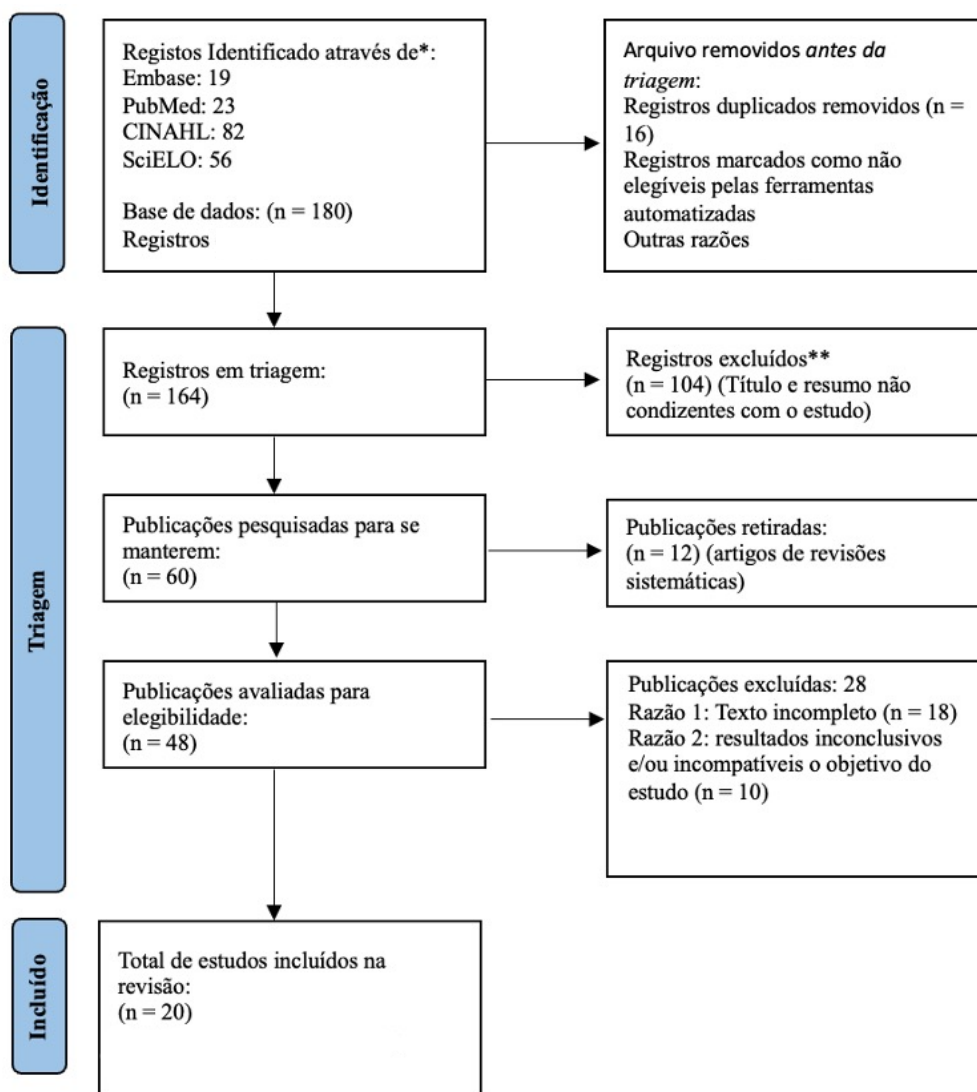 Identificação
Registos Identificado através de*:
Embase: 19
PubMed: 23
CINAHL: 82
SciELO: 56
Base de dados: (n = 180)
Registros
Arquivo removidos antes da
triagem:
Registros duplicados removidos (n =
16)
Registros marcados como não
elegíveis pelas ferramentas
automatizadas
Outras razões
Triagem
Registros em triagem:
(n = 164)
Registros excluídos**
(n = 104) (Título e resumo não
condizentes com o estudo)
Publicações pesquisadas para se
manterem:
(n = 60)
Publicações retiradas:
(n = 12) (artigos de revisões
sistemáticas)
Publicações avaliadas para
elegibilidade:
(n = 48)
Publicações excluídas: 28
Razão 1: Texto incompleto (n = 18)
Razão 2: resultados inconclusivos
e/ou incompatíveis o objetivo do
estudo (n = 10)
Incluído
Total de estudos incluídos na
revisão:
(n = 20)